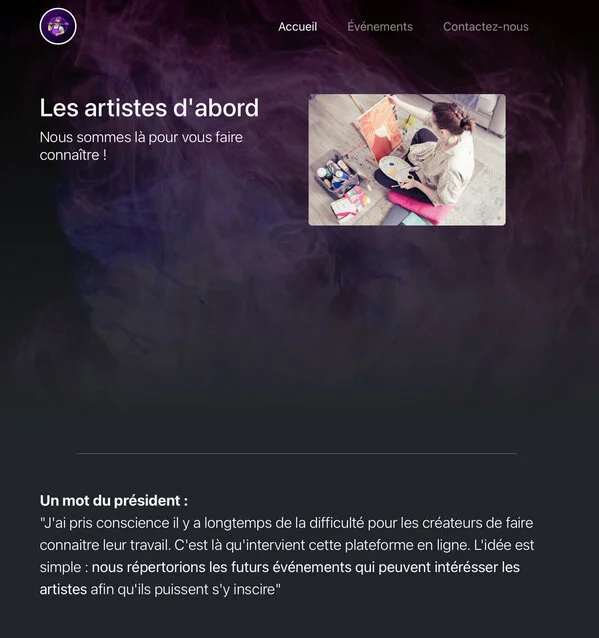 Accueil Événements Contactez-nous
Les artistes d'abord
Nous sommes là pour vous faire
connaître !
Un mot du président :
"J'ai pris conscience il y a longtemps de la difficulté pour les créateurs de faire
connaitre leur travail. C'est là qu'intervient cette plateforme en ligne. L'idée est
simple : nous répertorions les futurs événements qui peuvent intérésser les
artistes afin qu'ils puissent s'y inscire"